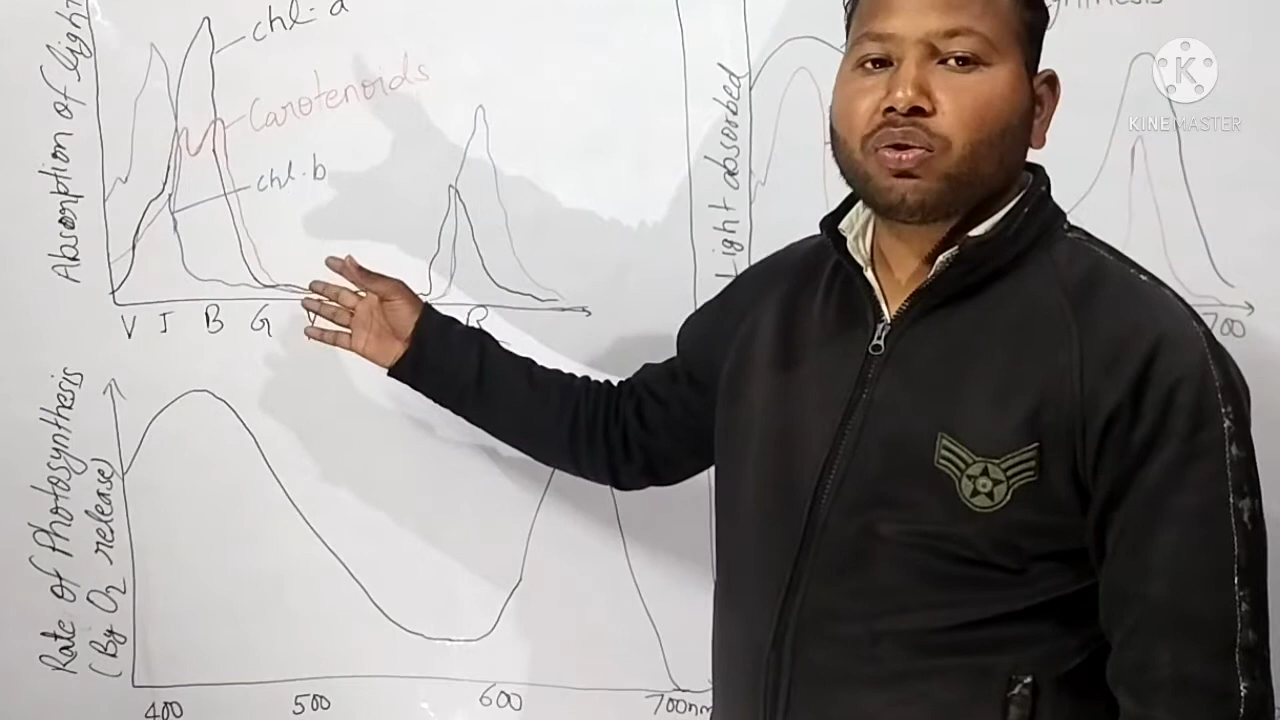 Absorption of light
chl. a
Carotenoids
chl. b
V I B G
R
Rate of Photosynthesis
(By O2 release)
400 500 600 700nm
Light absorbed
700
KINEMASTER